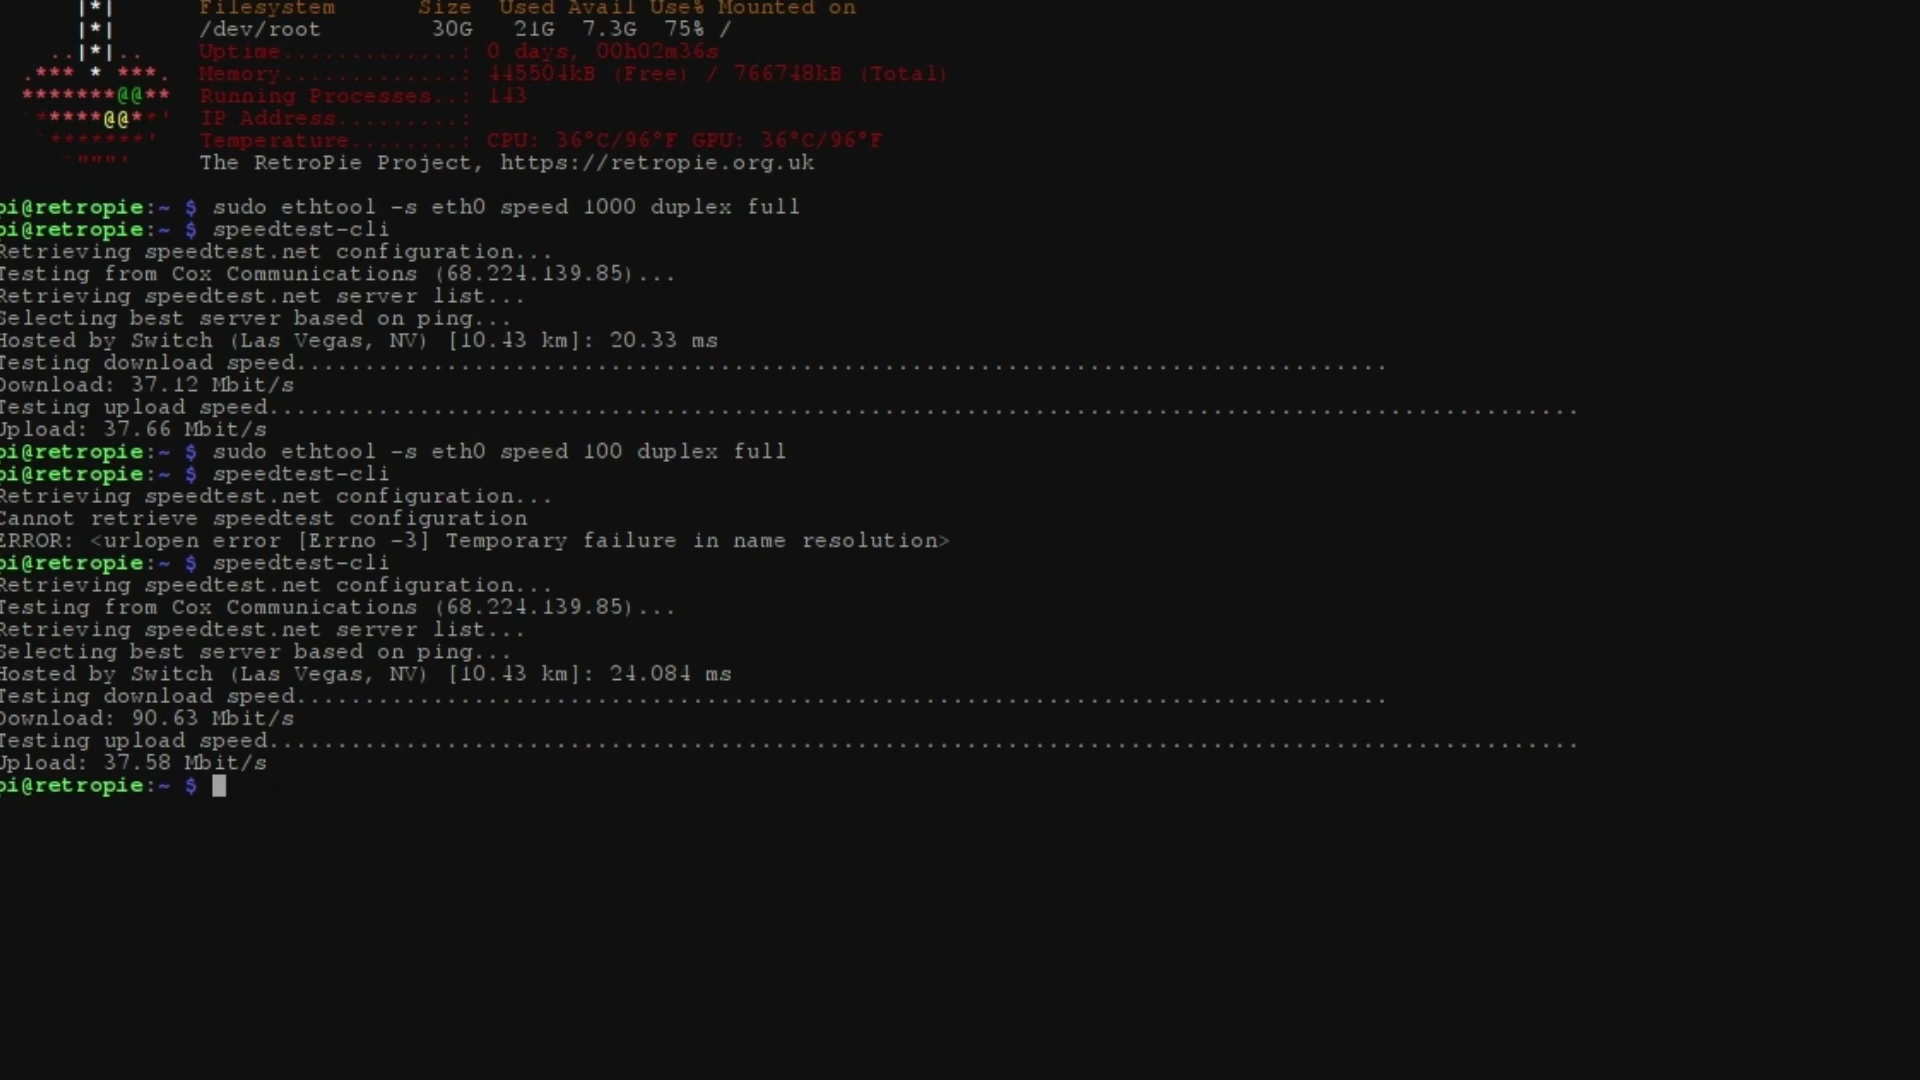 |*|  Filesystem      Size  Used Avail Use% Mounted on
|*|  /dev/root        30G   21G  7.3G  75% /
..|*|..  Uptime.............: 0 days, 00h02m36s
.*** * ***.  Memory.............: 445504kB (Free) / 766748kB (Total)
*******@@**  Running Processes..: 143
*****@@*''  IP Address.........:
`*******'  Temperature........: CPU: 36°C/96°F GPU: 36°C/96°F
`"""'  The RetroPie Project, https://retropie.org.uk
pi@retropie:~ $ sudo ethtool -s eth0 speed 1000 duplex full
pi@retropie:~ $ speedtest-cli
Retrieving speedtest.net configuration...
Testing from Cox Communications (68.224.139.85)...
Retrieving speedtest.net server list...
Selecting best server based on ping...
Hosted by Switch (Las Vegas, NV) [10.43 km]: 20.33 ms
Testing download speed................................................................................
Download: 37.12 Mbit/s
Testing upload speed................................................................................................
Upload: 37.66 Mbit/s
pi@retropie:~ $ sudo ethtool -s eth0 speed 100 duplex full
pi@retropie:~ $ speedtest-cli
Retrieving speedtest.net configuration...
Cannot retrieve speedtest configuration
ERROR: <urlopen error [Errno -3] Temporary failure in name resolution>
pi@retropie:~ $ speedtest-cli
Retrieving speedtest.net configuration...
Testing from Cox Communications (68.224.139.85)...
Retrieving speedtest.net server list...
Selecting best server based on ping...
Hosted by Switch (Las Vegas, NV) [10.43 km]: 24.084 ms
Testing download speed................................................................................
Download: 90.63 Mbit/s
Testing upload speed................................................................................................
Upload: 37.58 Mbit/s
pi@retropie:~ $